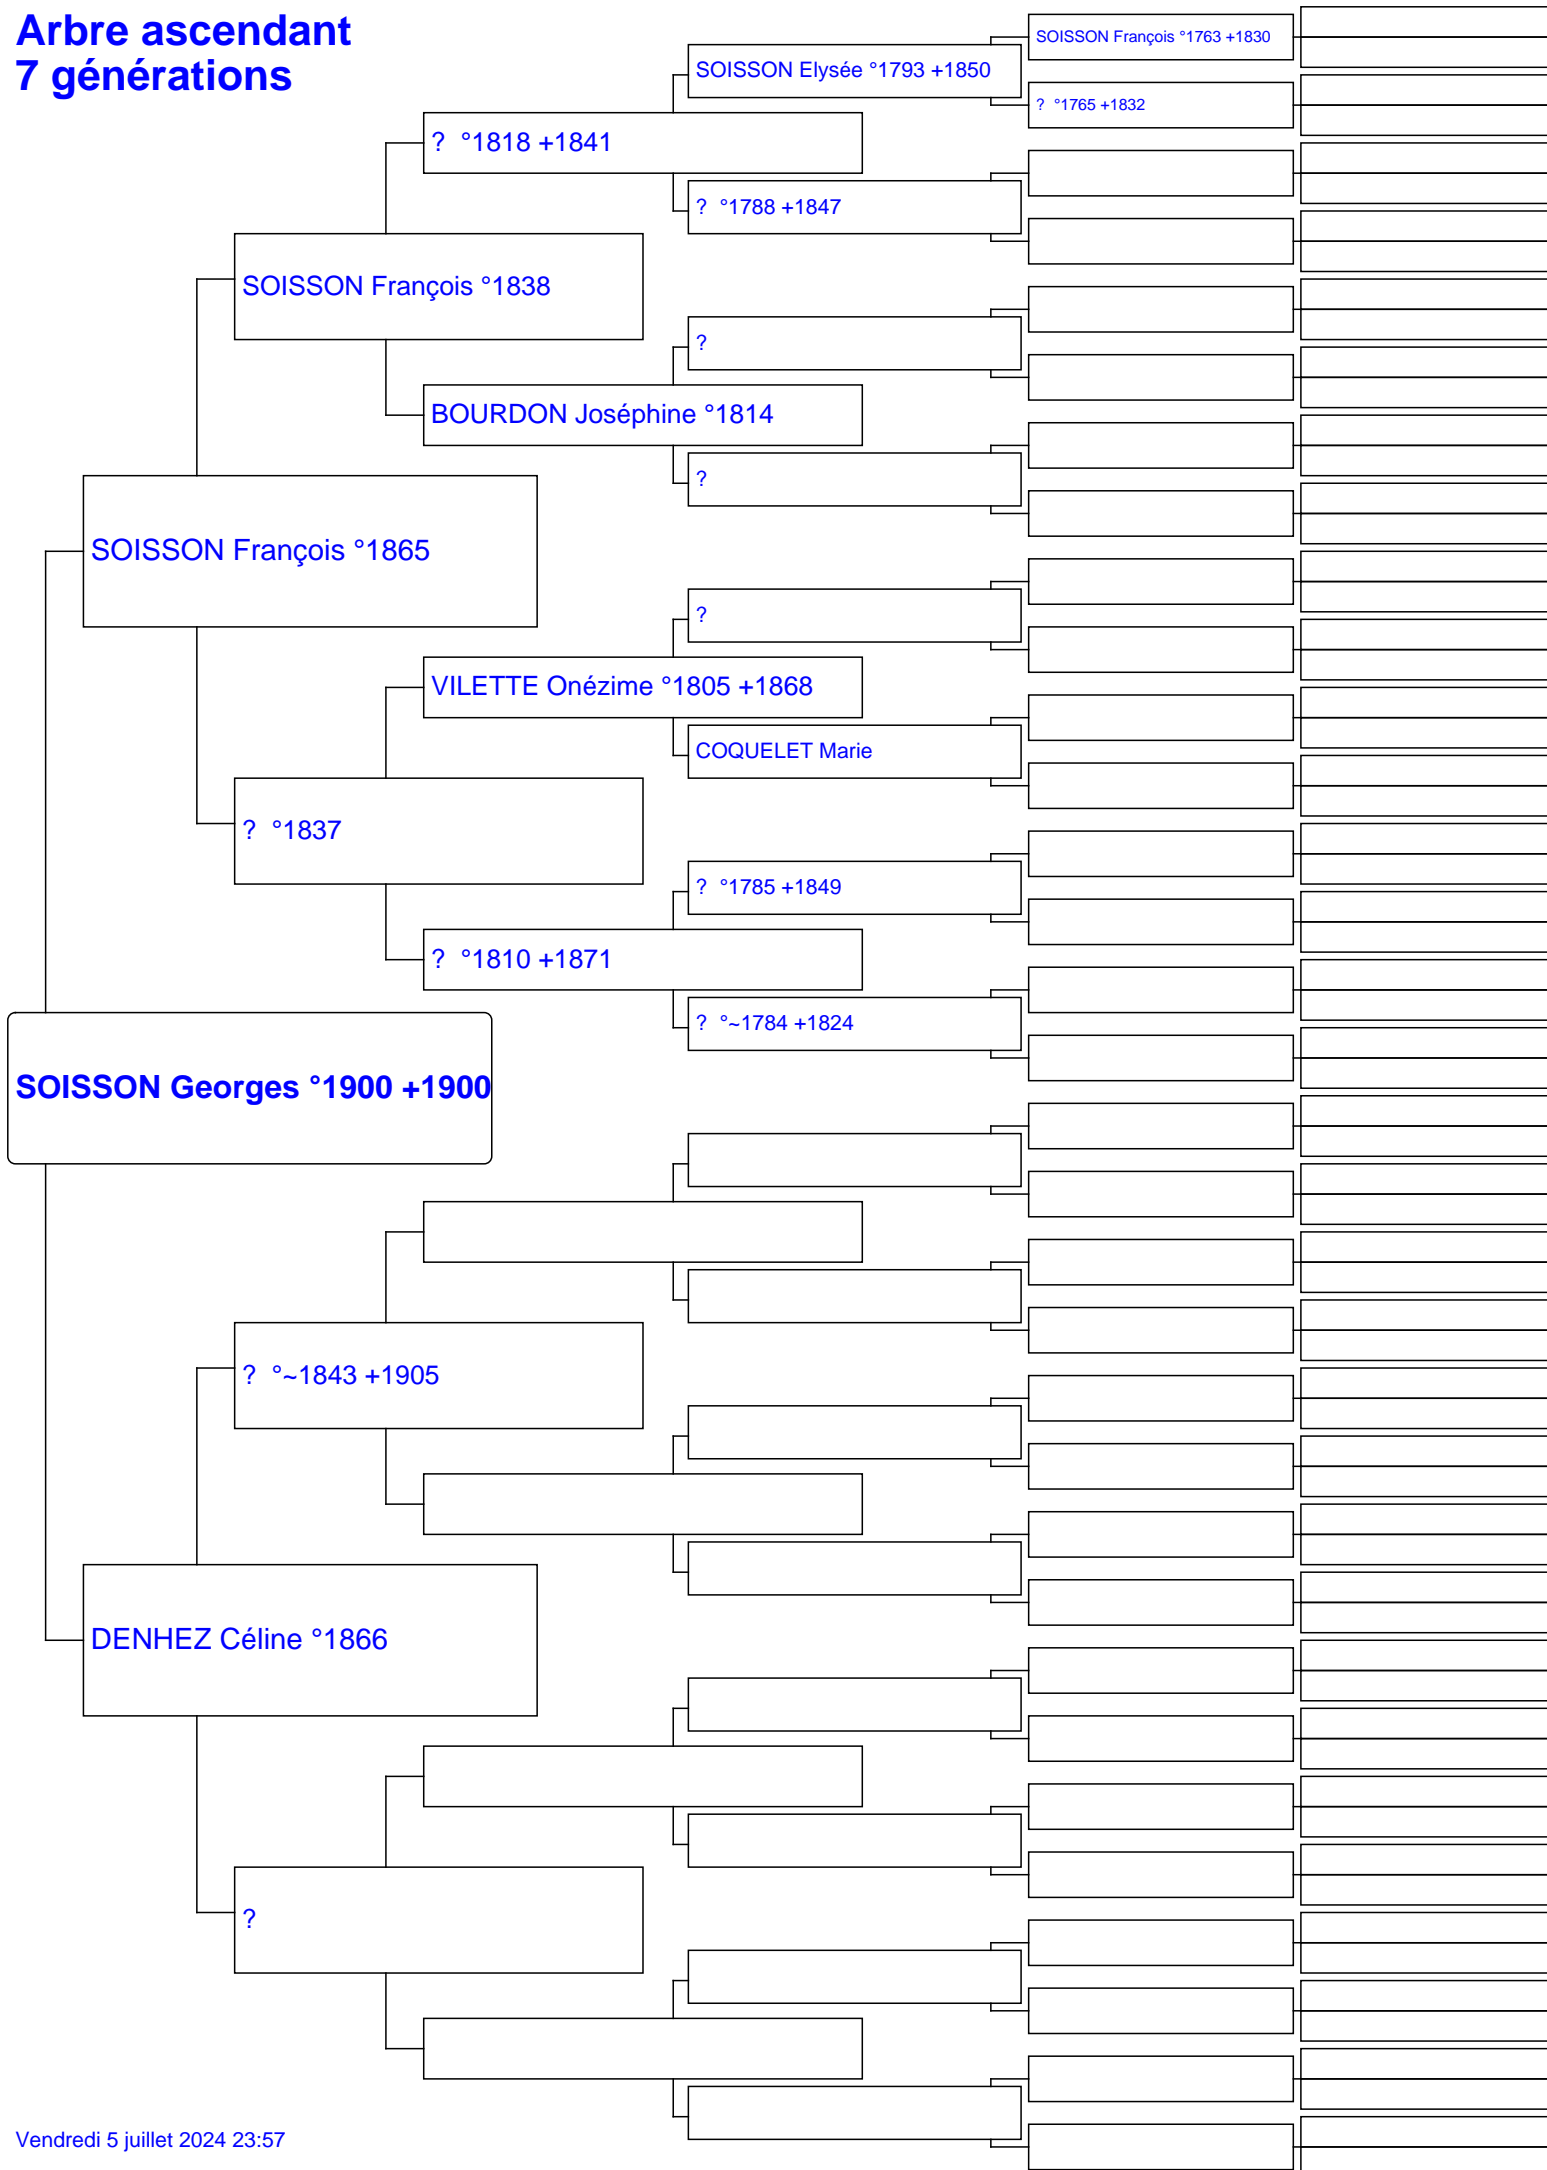 Arbre ascendant
7 générations
SOISSON François °1763 +1830
SOISSON Elysée °1793 +1850
? °1765 +1832
? °1818 +1841
? °1788 +1847
SOISSON François °1838
?
BOURDON Joséphine °1814
?
SOISSON François °1865
?
VILETTE Onézime °1805 +1868
COQUELET Marie
? °1837
? °1785 +1849
? °1810 +1871
? °~1784 +1824
SOISSON Georges °1900 +1900
? °~1843 +1905
DENHEZ Céline °1866
?
Vendredi 5 juillet 2024 23:57